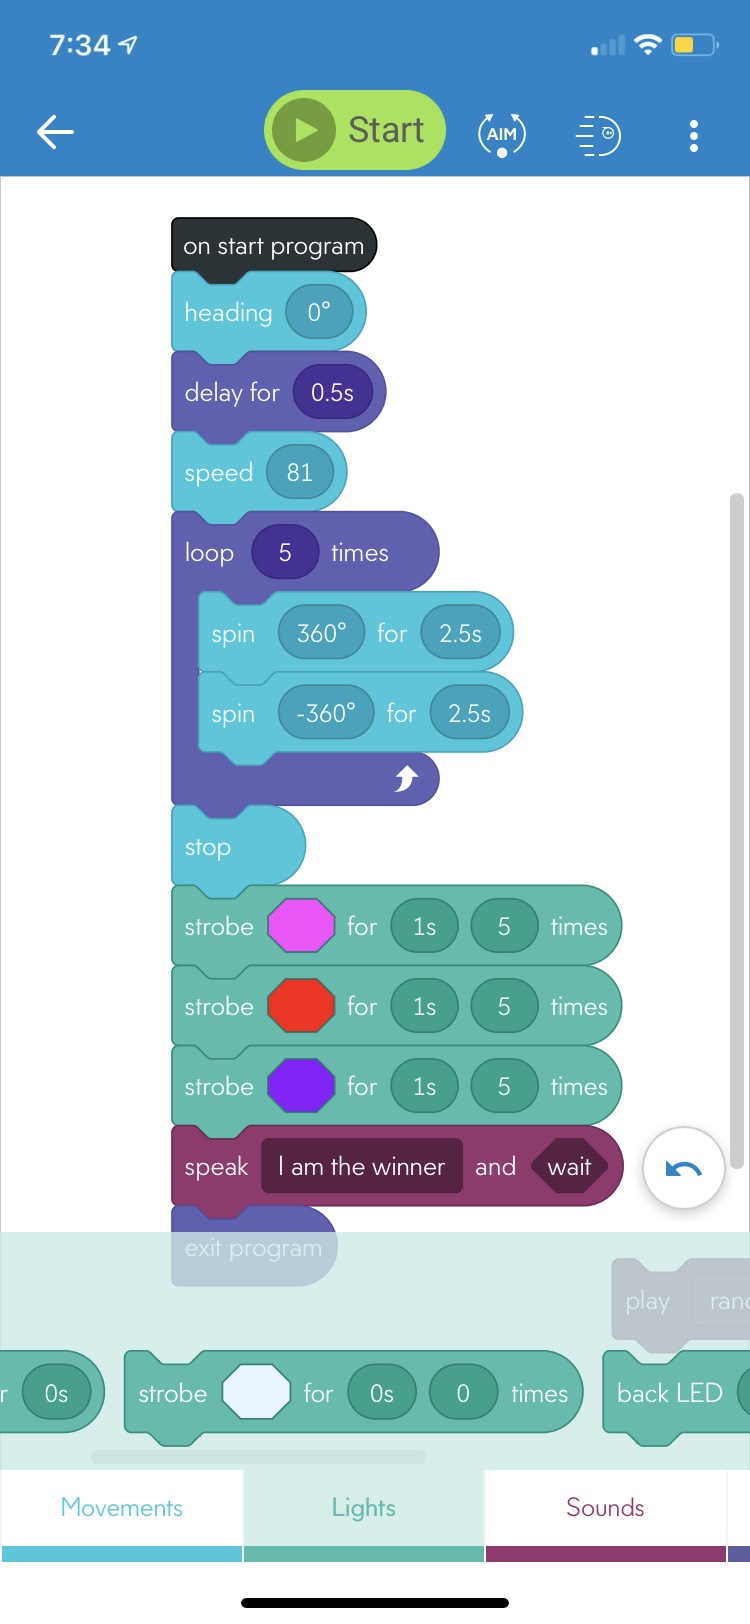 7:34
Start
AIM
on start program
heading 0°
delay for 0.5s
speed 81
loop 5 times
spin 360° for 2.5s
spin -360° for 2.5s
stop
strobe for 1s 5 times
strobe for 1s 5 times
strobe for 1s 5 times
speak I am the winner and wait
exit program
play ranc
r 0s strobe for 0s 0 times back LED
Movements Lights Sounds